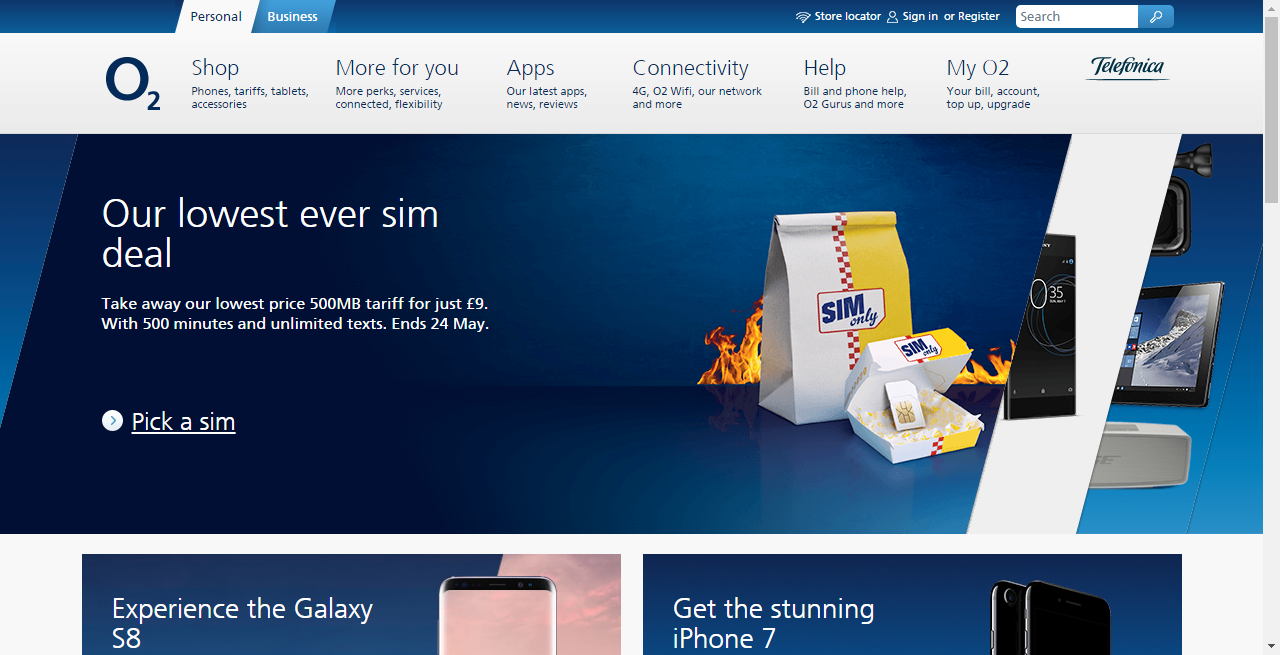 Personal
Business
Store locator
Sign in or Register
Search
O2
Shop
Phones, tariffs, tablets,
accessories
More for you
More perks, services,
connected, flexibility
Apps
Our latest apps,
news, reviews
Connectivity
4G, O2 Wifi, our network
and more
Help
Bill and phone help,
O2 Gurus and more
My O2
Your bill, account,
top up, upgrade
Telefónica
Our lowest ever sim
deal
Take away our lowest price 500MB tariff for just £9.
With 500 minutes and unlimited texts. Ends 24 May.
Pick a sim
SIM
only
SIM
only
Experience the Galaxy
S8
Get the stunning
iPhone 7